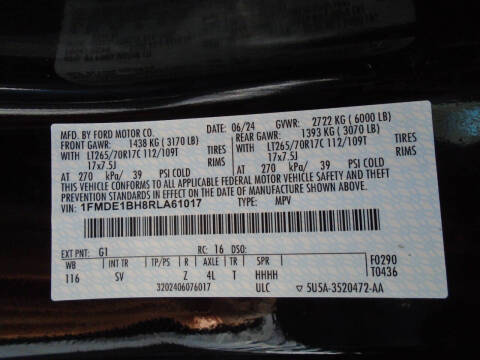 MFD. BY FORD MOTOR CO.
DATE: 06/24 GVWR: 2722 KG ( 6000 LB)
FRONT GAWR: 1438 KG ( 3170 LB) REAR GAWR: 1393 KG ( 3070 LB)
WITH LT265/70R17C 112/109T TIRES WITH LT265/70R17C 112/109T TIRES
17x7.5J 17x7.5J RIMS
AT 270 kPa/ 39 PSI COLD AT 270 kPa/ 39 PSI COLD
THIS VEHICLE CONFORMS TO ALL APPLICABLE FEDERAL MOTOR VEHICLE SAFETY AND
THEFT PREVENTION STANDARDS IN EFFECT ON THE DATE OF MANUFACTURE SHOWN ABOVE.
VIN: 1FMDE1BH8RLA61017 TYPE: MPV
EXT PNT: G1 RC: 16 DSO:
WB INT TR TP/PS R AXLE TR SPR F0290
116 SV Z 4L T HHHH T0436
3202406076017 ULC ▽ 5U5A-3520472-AA